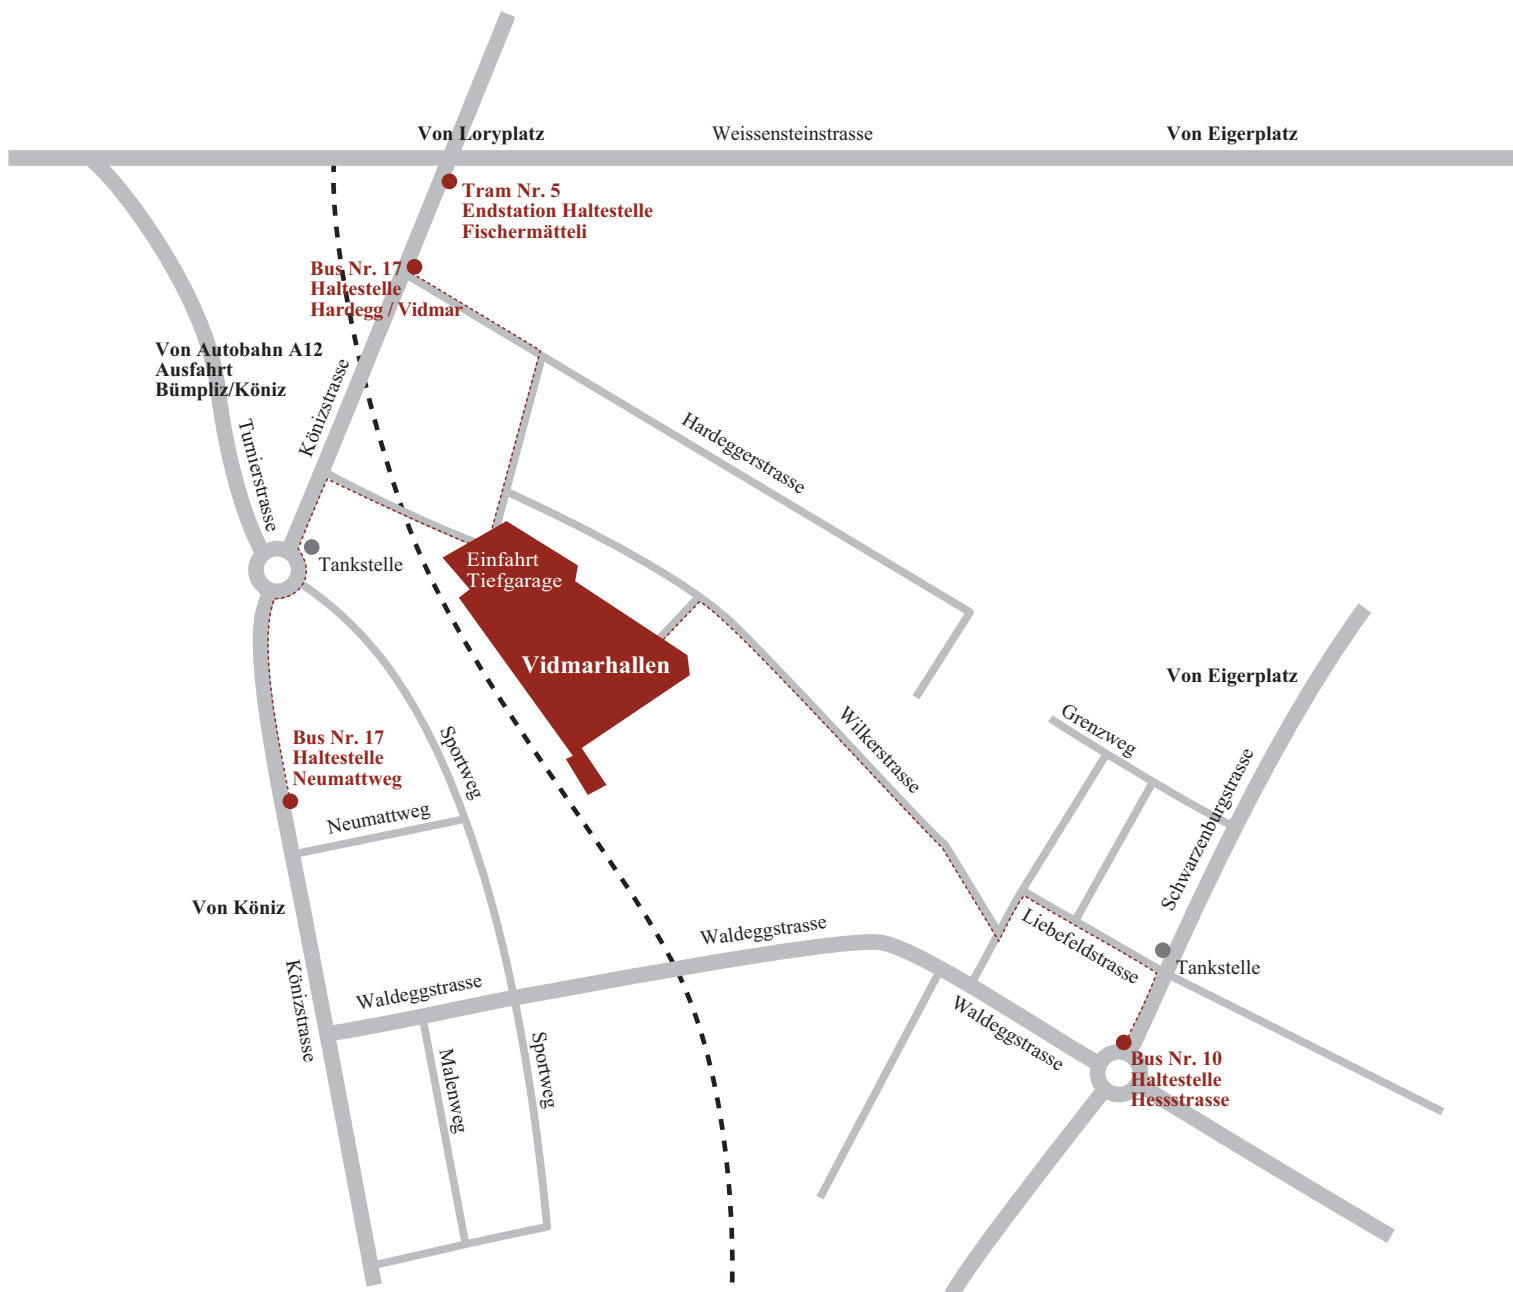 Von Loryplatz
Weissensteinstrasse
Von Eigerplatz
Tram Nr. 5
Endstation Haltestelle
Fischermätteli
Bus Nr. 17
Haltestelle
Hardegg / Vidmar
Von Autobahn A12
Ausfahrt
Bümpliz/Köniz
Könizstrasse
Turnierstrasse
Hardeggerstrasse
Tankstelle
Einfahrt
Tiefgarage
Vidmarhallen
Von Eigerplatz
Grenzweg
Wilkerstrasse
Schwarzenburgstrasse
Bus Nr. 17
Haltestelle
Neumattweg
Sportweg
Neumattweg
Von Köniz
Waldeggstrasse
Liebefeldstrasse
Tankstelle
Könizstrasse
Waldeggstrasse
Waldeggstrasse
Malenweg
Sportweg
Bus Nr. 10
Haltestelle
Hessstrasse